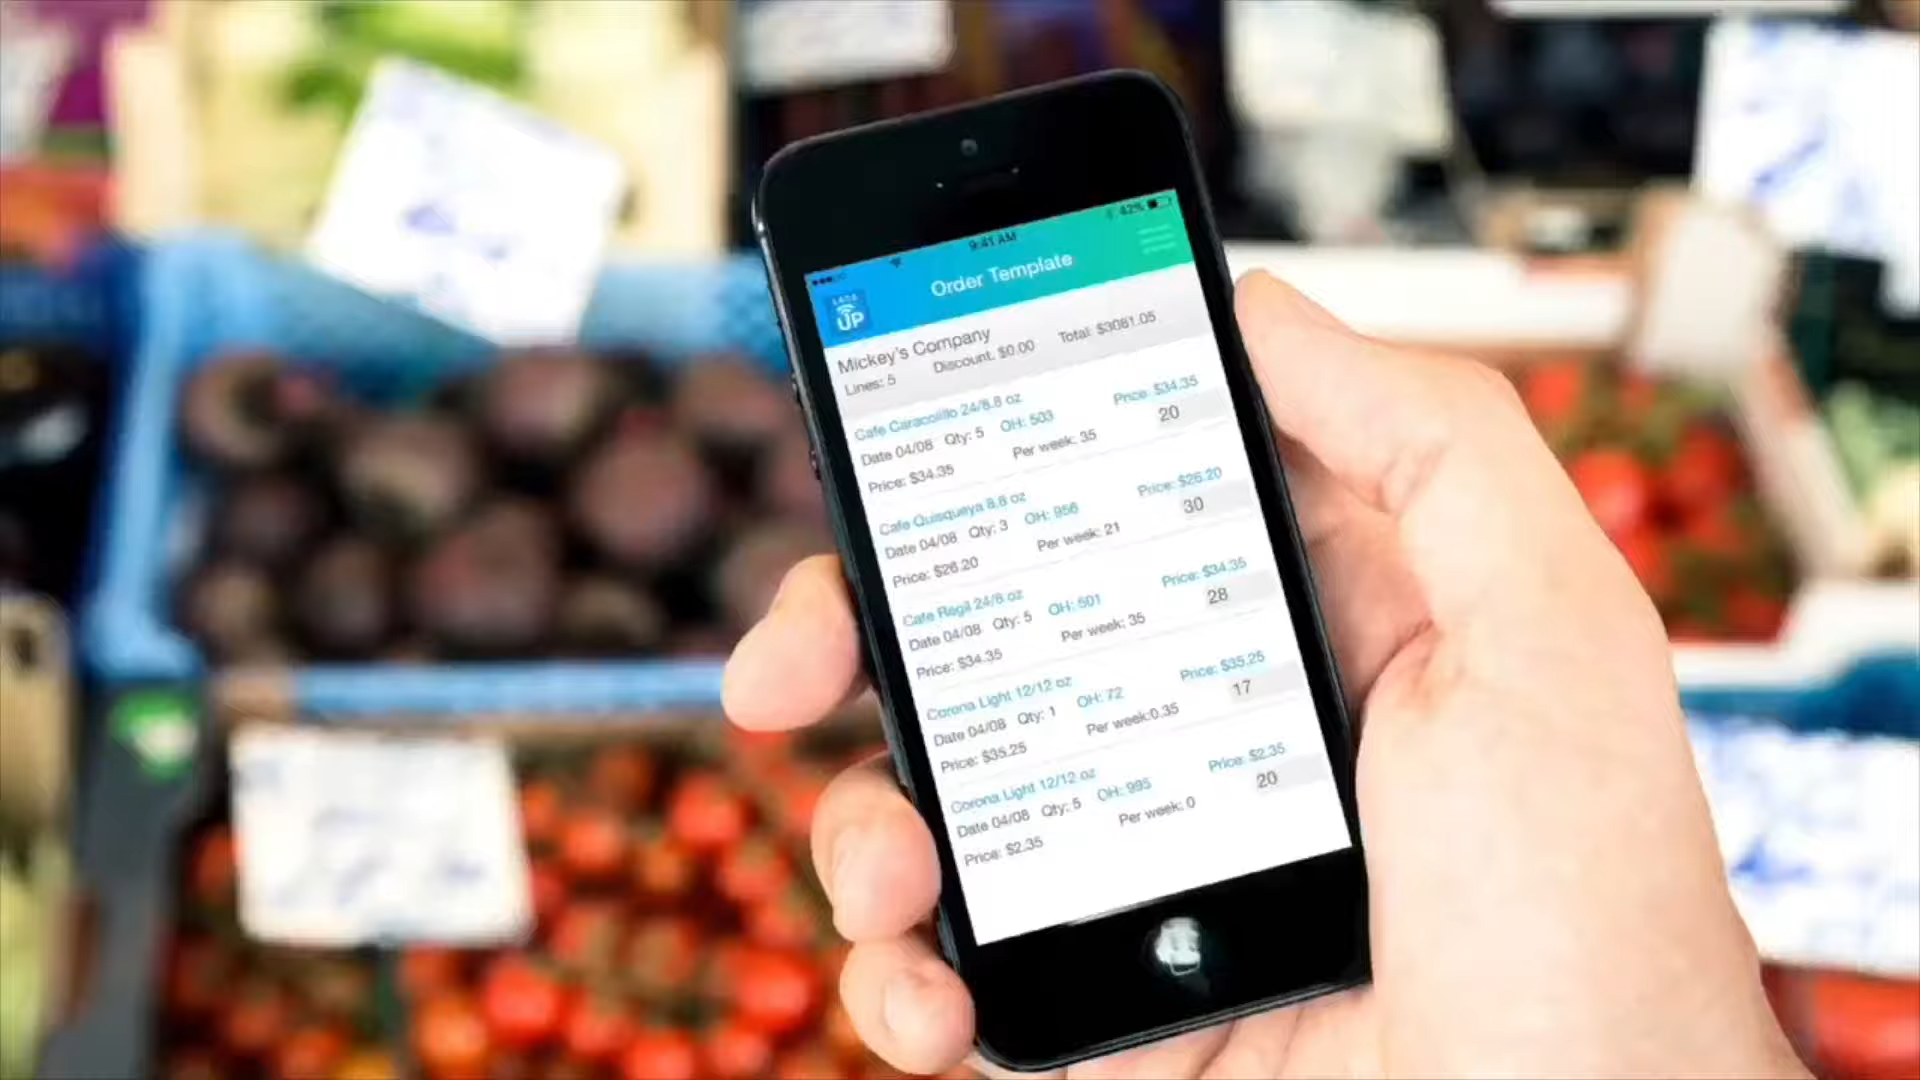 42%
9:41 AM
LAND
UP
Order Template
Mickey's Company
Lines: 5 Discount: $0.00 Total: $3081.05
Cafe Caracolillo 24/8.8 oz Price: $34.35
Date 04/08 Qty: 5 OH: 503 20
Price: $34.35 Per week: 35
Cafe Quisqueya 8.8 oz Price: $26.20
Date 04/08 Qty: 3 OH: 956 30
Price: $26.20 Per week: 21
Cafe Regil 24/8 oz Price: $34.35
Date 04/08 Qty: 5 OH: 501 28
Price: $34.35 Per week: 35
Corona Light 12/12 oz Price: $35.25
Date 04/08 Qty: 1 OH: 72 17
Price: $35.25 Per week:0.35
Corona Light 12/12 oz Price: $2.35
Date 04/08 Qty: 5 OH: 995 20
Price: $2.35 Per week: 0